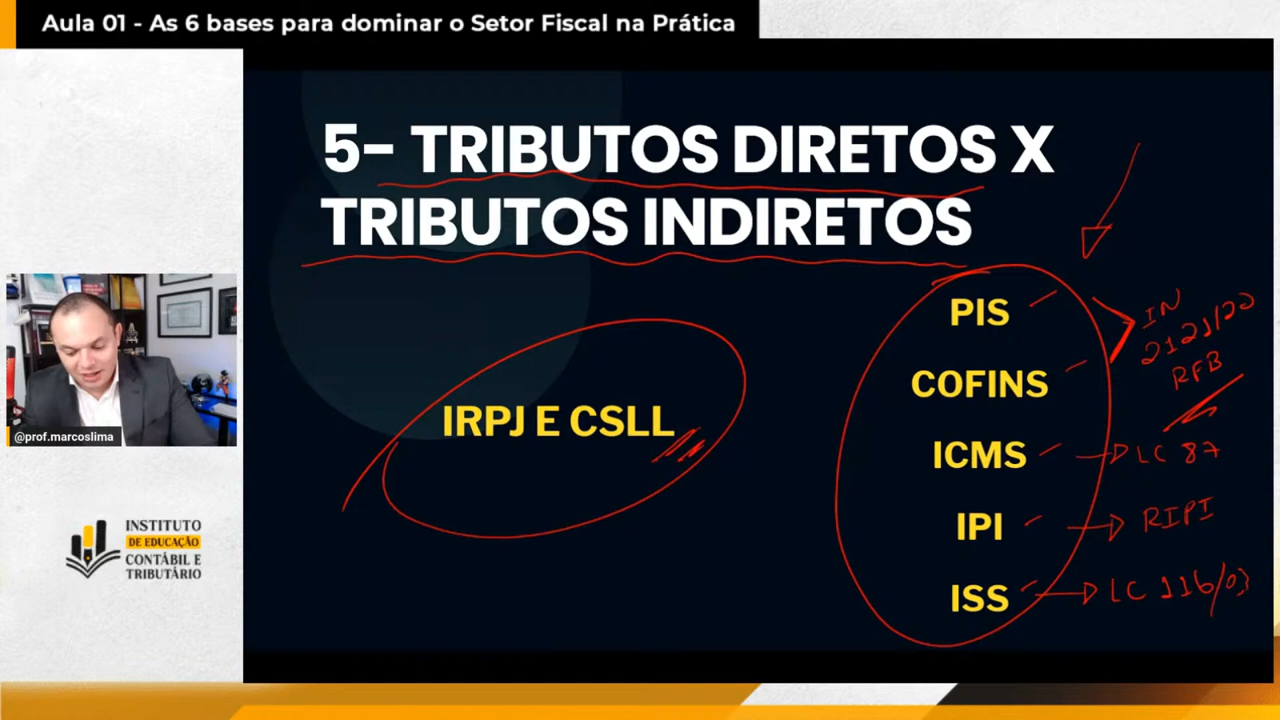 Aula 01 - As 6 bases para dominar o Setor Fiscal na Prática
5- TRIBUTOS DIRETOS X
TRIBUTOS INDIRETOS
IRPJ E CSLL
PIS
COFINS
ICMS
IPI
ISS
IN
2121/22
RFB
LC 87
RIPI
LC 116/03
@prof.marcoslima
INSTITUTO
DE EDUCAÇÃO
CONTÁBIL E
TRIBUTÁRIO